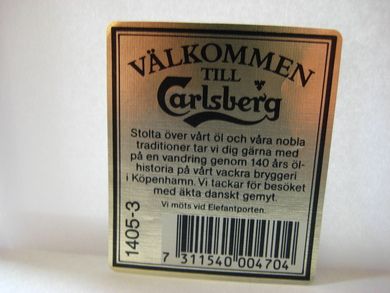 VÄLKOMMEN
TILL
Carlsberg
Stolta över vårt öl och våra nobla
traditioner tar vi dig gärna med
på en vandring genom 140 års öl-
historia på vårt vackra bryggeri
i Köpenhamn. Vi tackar för besöket
med äkta danskt gemyt.
Vi möts vid Elefantporten.
1405-3
7 311540 004704